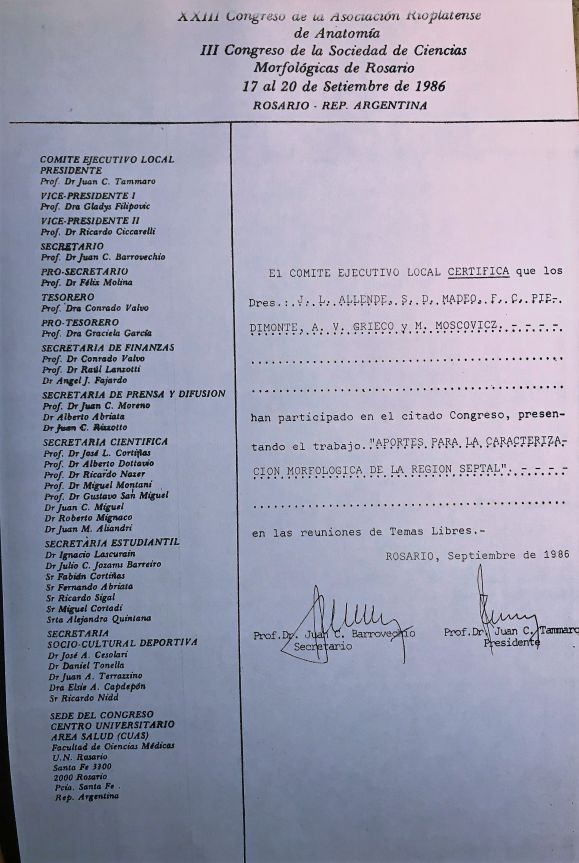 XXIII Congreso de la Asociación Rioplatense
de Anatomía
III Congreso de la Sociedad de Ciencias
Morfológicas de Rosario
17 al 20 de Setiembre de 1986
ROSARIO - REP. ARGENTINA
COMITE EJECUTIVO LOCAL
PRESIDENTE
Prof. Dr Juan C. Tammaro
VICE-PRESIDENTE I
Prof. Dra Gladys Filipovic
VICE-PRESIDENTE II
Prof. Dr Ricardo Ciccarelli
SECRETARIO
Prof. Dr Juan C. Barrovechio
PRO-SECRETARIO
Prof. Dr Félix Molina
TESORERO
Prof. Dra Conrado Valvo
PRO-TESORERO
Prof. Dra Graciela García
SECRETARIA DE FINANZAS
Prof. Dr Conrado Valvo
Prof. Dr Raúl Lanzotti
Dr Angel J. Fajardo
SECRETARIA DE PRENSA Y DIFUSION
Prof. Dr Juan C. Moreno
Dr Alberto Abriata
Dr Juan C. Rizzotto
SECRETARIA CIENTIFICA
Prof. Dr José L. Cortiñas
Prof. Dr Alberto Dottavio
Prof. Dr Ricardo Nazer
Prof. Dr Miguel Montani
Prof. Dr Gustavo San Miguel
Dr Juan C. Miguel
Dr Roberto Mignaco
Dr Juan M. Aliandri
SECRETARIA ESTUDIANTIL
Dr Ignacio Lascurain
Dr Julio C. Jozams Barreiro
Sr Fabián Cortiñas
Sr Fernando Abriata
Sr Ricardo Sigal
Sr Miguel Cortadi
Srta Alejandra Quintana
SECRETARIA
SOCIO-CULTURAL DEPORTIVA
Dr José A. Cesolari
Dr Daniel Tonella
Dr Juan A. Terrazzino
Dra Elsie A. Capdepón
Sr Ricardo Nidd
SEDE DEL CONGRESO
CENTRO UNIVERSITARIO
AREA SALUD (CUAS)
Facultad de Ciencias Médicas
U.N. Rosario
Santa Fe 3300
2000 Rosario
Pcia. Santa Fe
Rep. Argentina
El COMITE EJECUTIVO LOCAL CERTIFICA que los
Dres.: J. L. ALLENDE, S. D. MADEO, F. C. PIE-
DIMONTE, A. V. GRIECO y M. MOSCOVICZ.-.-.-.-
han participado en el citado Congreso, presen-
tando el trabajo "APORTES PARA LA CARACTERIZA-
CION MORFOLOGICA DE LA REGION SEPTAL".-.-.-.-
en las reuniones de Temas Libres.-
ROSARIO, Septiembre de 1986
Prof.Dr. Juan C. Barrovechio
Secretario
Prof.Dr. Juan C. Tammaro
Presidente